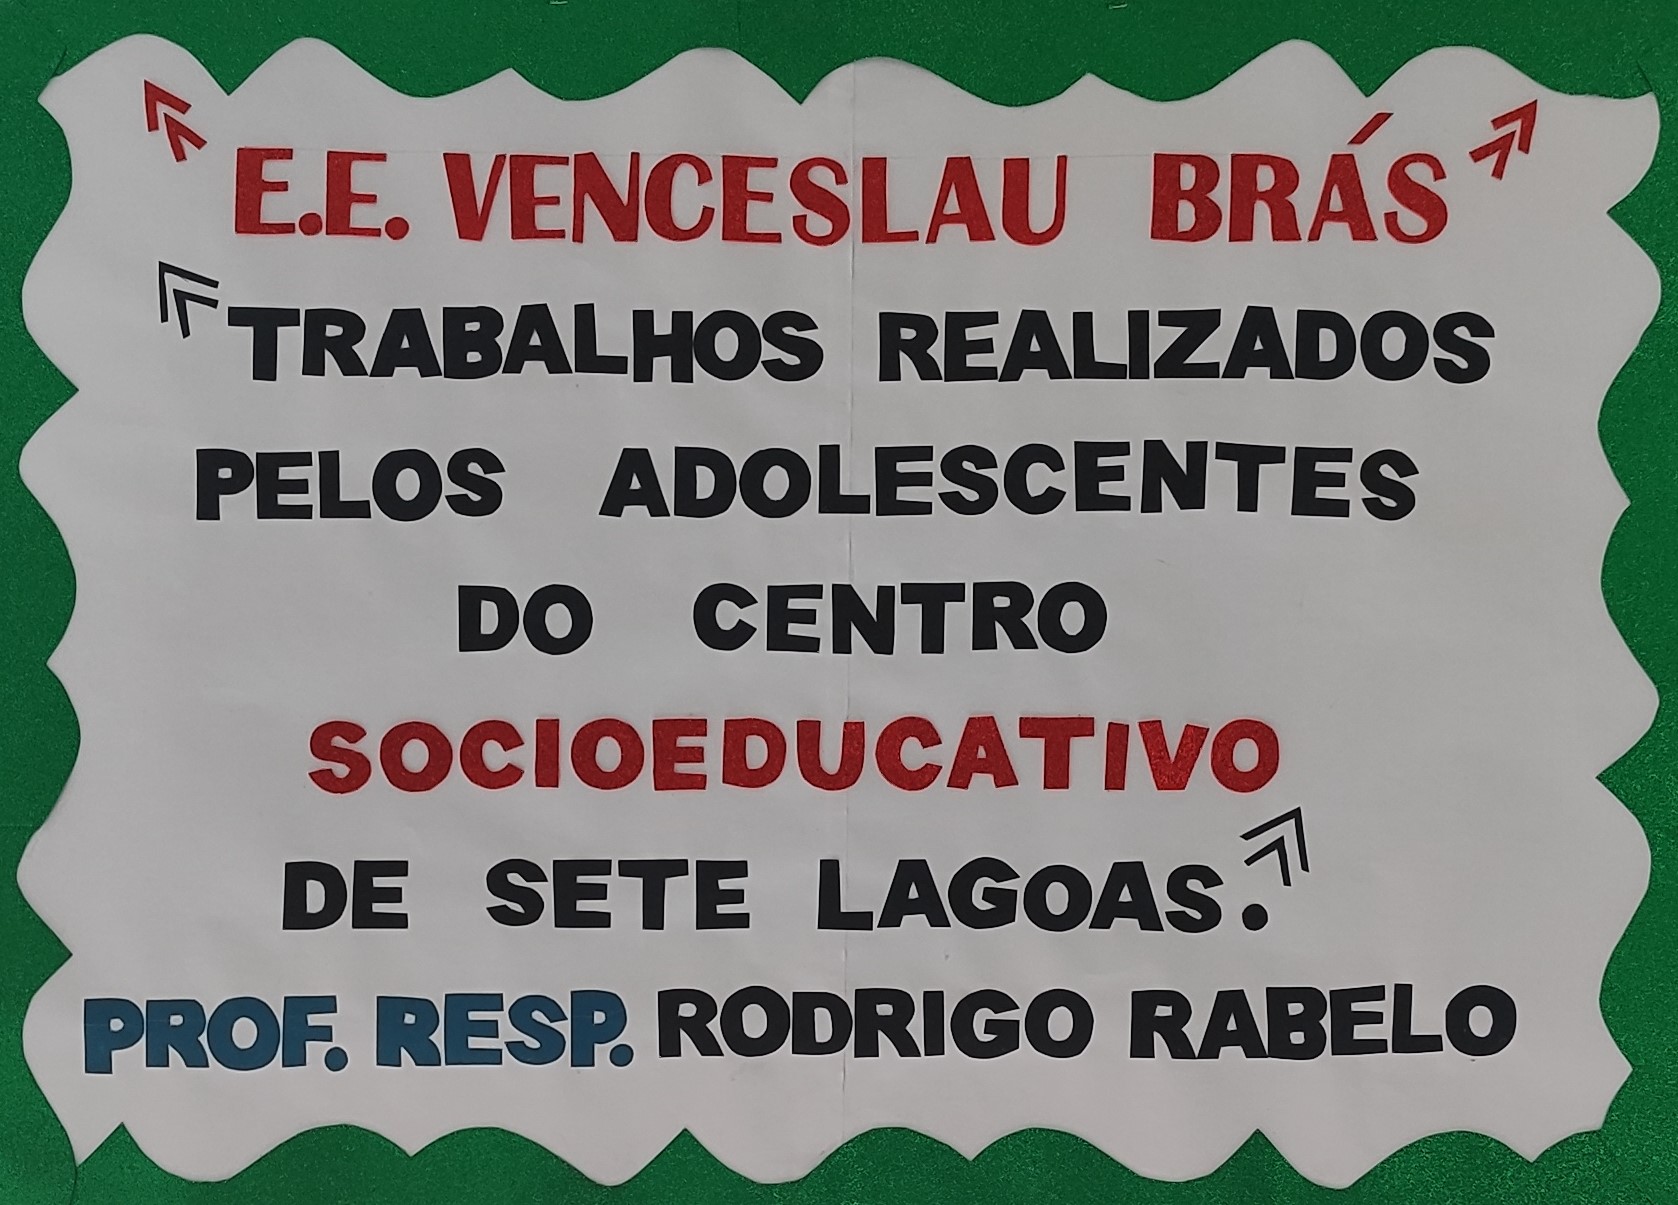 "E.E. VENCESLAU BRÁS"
"TRABALHOS REALIZADOS
PELOS ADOLESCENTES
DO CENTRO
SOCIOEDUCATIVO
DE SETE LAGOAS."
PROF. RESP. RODRIGO RABELO